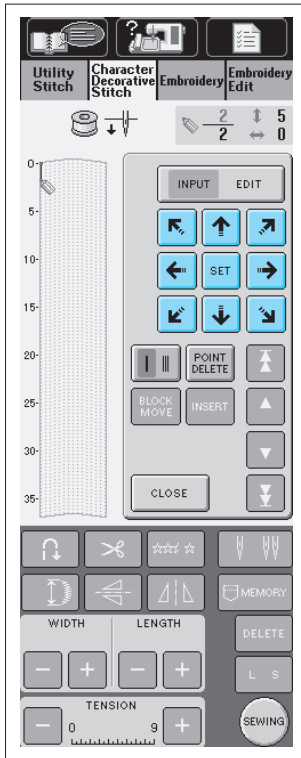 Utility Stitch
Character Decorative Stitch
Embroidery
Embroidery Edit
2
2
5
0
0
5
10
15
20
25
30
35
INPUT EDIT
SET
POINT DELETE
BLOCK MOVE
INSERT
CLOSE
MEMORY
WIDTH
LENGTH
DELETE
L S
TENSION
0 9
SEWING